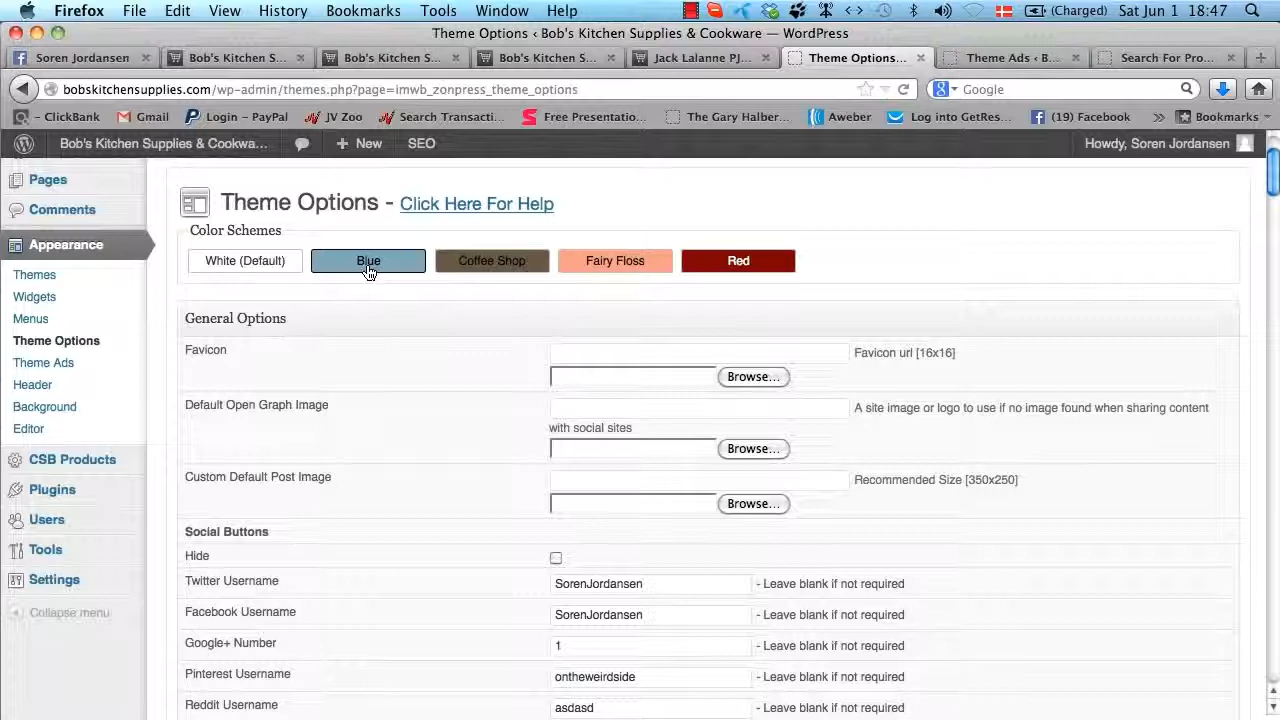 Firefox File Edit View History Bookmarks Tools Window Help (Charged) Sat Jun 1 18:47
Theme Options ‹ Bob's Kitchen Supplies & Cookware — WordPress
Soren Jordansen × Bob's Kitchen S... × Bob's Kitchen S... × Bob's Kitchen S... × Jack Lalanne PJ... × Theme Options... × Theme Ads ‹ B... × Search For Pro... × +
bobskitchensupplies.com/wp-admin/themes.php?page=imwb_zonpress_theme_options Google
- ClickBank Gmail Login – PayPal JV Zoo Search Transacti... Free Presentatio... The Gary Halber... Aweber Log into GetRes... (19) Facebook » Bookmarks
Bob's Kitchen Supplies & Cookwa... + New SEO Howdy, Soren Jordansen
Pages
Comments
Appearance
Themes
Widgets
Menus
Theme Options
Theme Ads
Header
Background
Editor
CSB Products
Plugins
Users
Tools
Settings
Collapse menu
Theme Options - Click Here For Help
Color Schemes
White (Default) Blue Coffee Shop Fairy Floss Red
General Options
Favicon Favicon url [16x16]
Browse...
Default Open Graph Image A site image or logo to use if no image found when sharing content
with social sites
Browse...
Custom Default Post Image Recommended Size [350x250]
Browse...
Social Buttons
Hide
Twitter Username SorenJordansen - Leave blank if not required
Facebook Username SorenJordansen - Leave blank if not required
Google+ Number 1 - Leave blank if not required
Pinterest Username ontheweirdside - Leave blank if not required
Reddit Username asdasd - Leave blank if not required